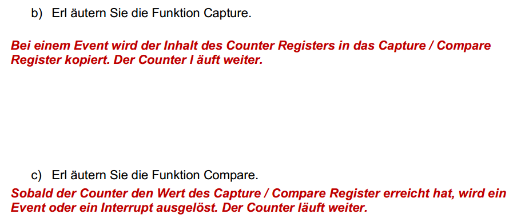 b) Erl äutern Sie die Funktion Capture.
Bei einem Event wird der Inhalt des Counter Registers in das Capture / Compare
Register kopiert. Der Counter l äuft weiter.
c) Erl äutern Sie die Funktion Compare.
Sobald der Counter den Wert des Capture / Compare Register erreicht hat, wird ein
Event oder ein Interrupt ausgelöst. Der Counter läuft weiter.